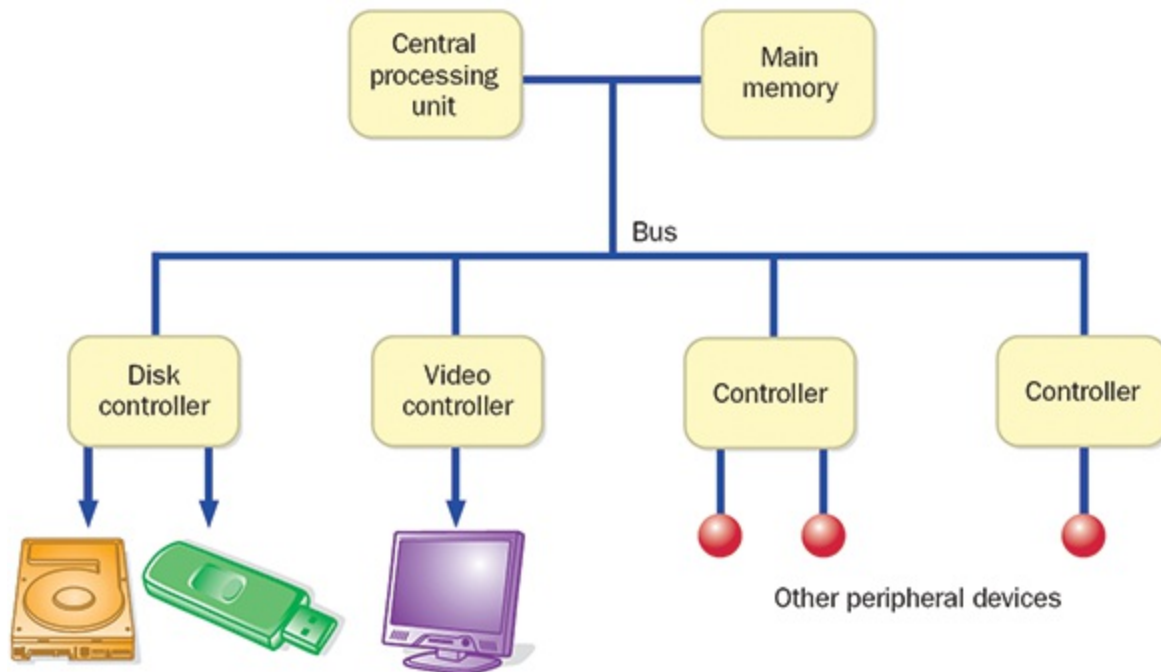 Central
processing
unit
Main
memory
Bus
Disk
controller
Video
controller
Controller
Controller
Other peripheral devices